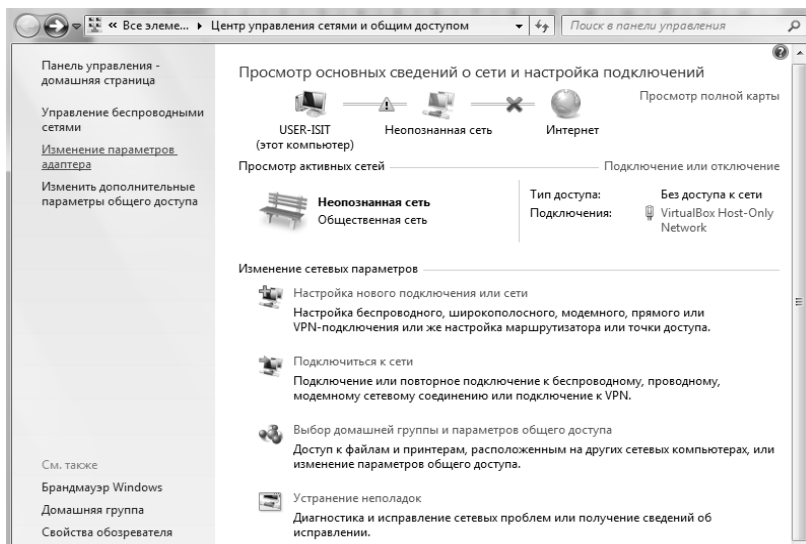 « Все элеме... ▸ Центр управления сетями и общим доступом
Поиск в панели управления
Панель управления -
домашняя страница
Управление беспроводными
сетями
Изменение параметров
адаптера
Изменить дополнительные
параметры общего доступа
См. также
Брандмауэр Windows
Домашняя группа
Свойства обозревателя
Просмотр основных сведений о сети и настройка подключений
Просмотр полной карты
USER-ISIT
(этот компьютер)
Неопознанная сеть
Интернет
Просмотр активных сетей
Подключение или отключение
Неопознанная сеть
Общественная сеть
Тип доступа: Без доступа к сети
Подключения: VirtualBox Host-Only
Network
Изменение сетевых параметров
Настройка нового подключения или сети
Настройка беспроводного, широкополосного, модемного, прямого или
VPN-подключения или же настройка маршрутизатора или точки доступа.
Подключиться к сети
Подключение или повторное подключение к беспроводному, проводному,
модемному сетевому соединению или подключение к VPN.
Выбор домашней группы и параметров общего доступа
Доступ к файлам и принтерам, расположенным на других сетевых компьютерах, или
изменение параметров общего доступа.
Устранение неполадок
Диагностика и исправление сетевых проблем или получение сведений об
исправлении.